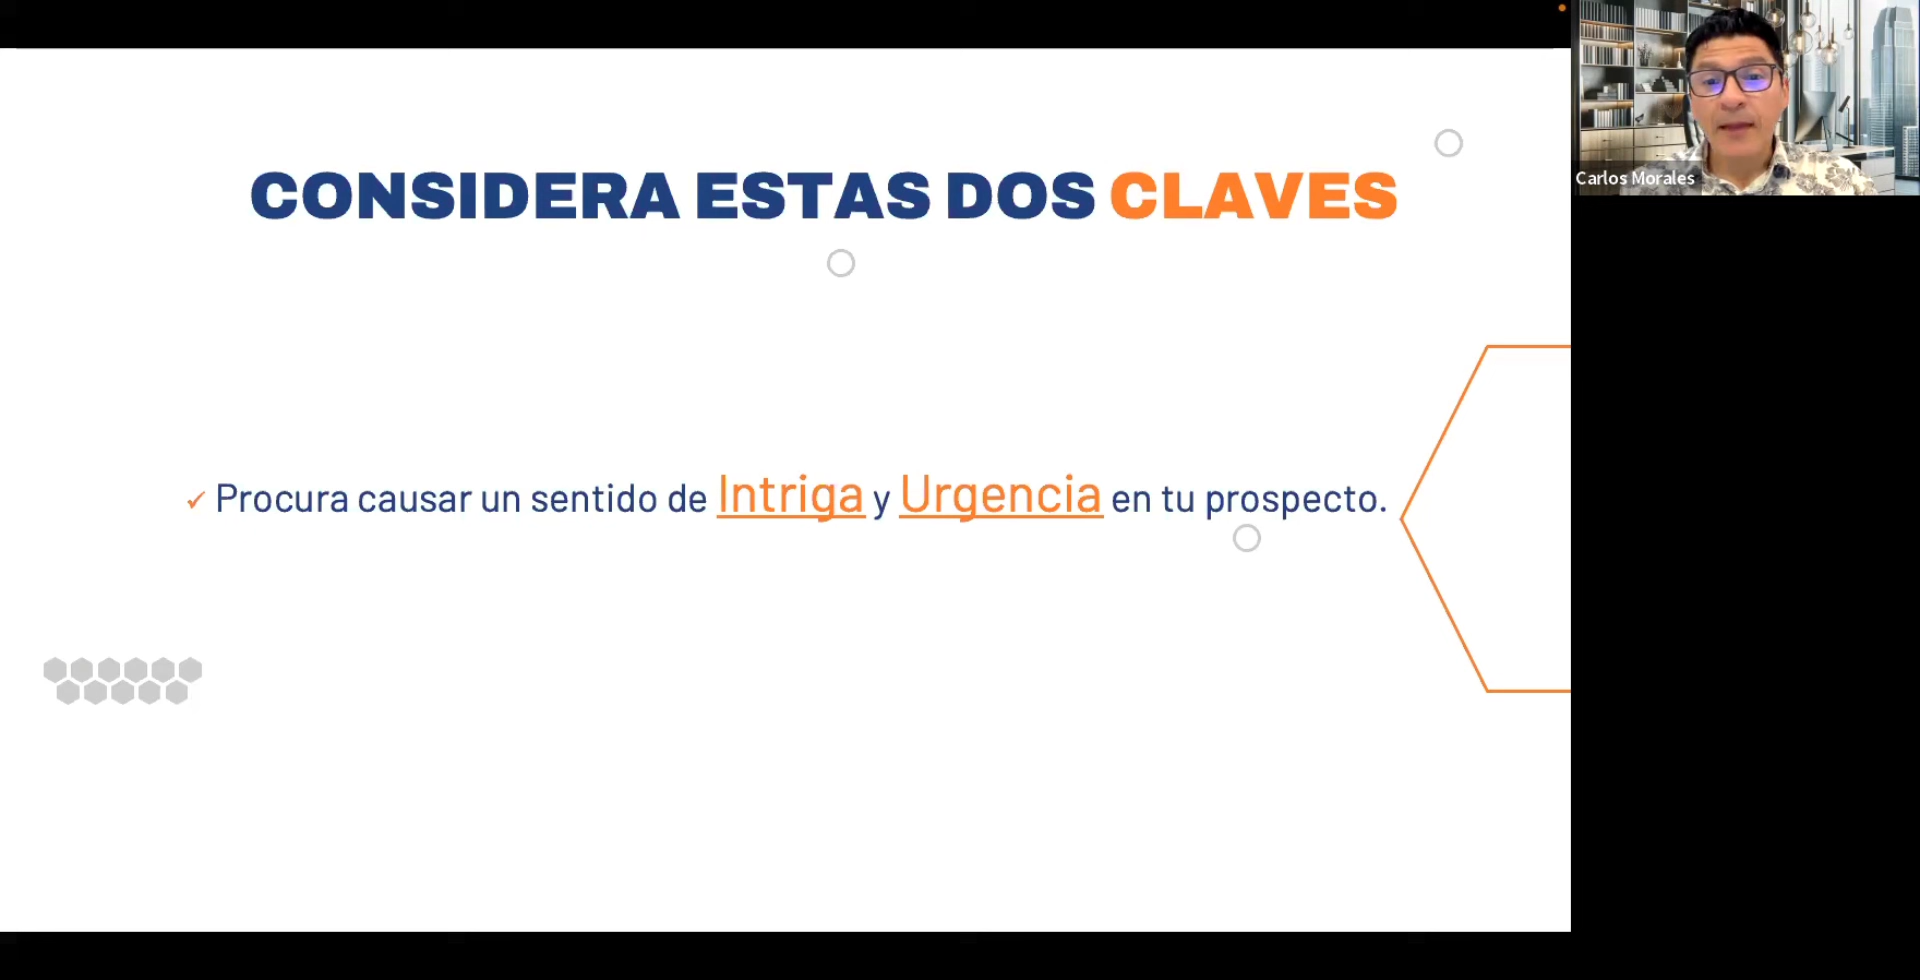 CONSIDERA ESTAS DOS CLAVES
Carlos Morales
✓ Procura causar un sentido de Intriga y Urgencia en tu prospecto.